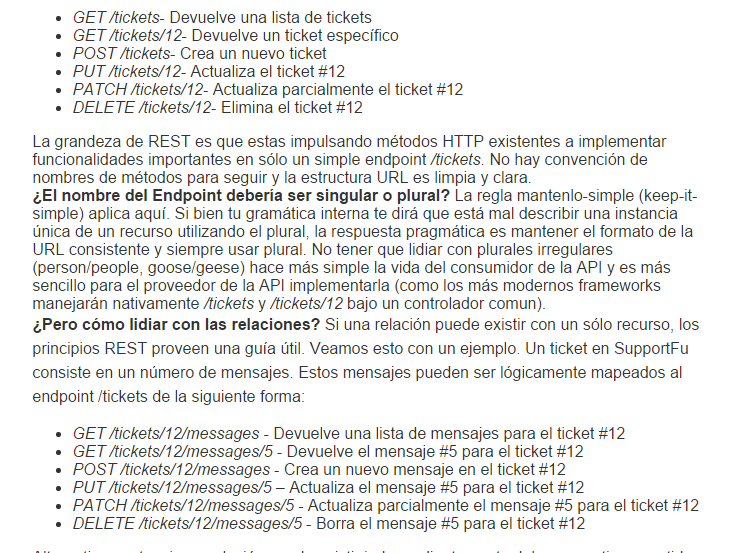 • GET /tickets- Devuelve una lista de tickets
• GET /tickets/12- Devuelve un ticket específico
• POST /tickets- Crea un nuevo ticket
• PUT /tickets/12- Actualiza el ticket #12
• PATCH /tickets/12- Actualiza parcialmente el ticket #12
• DELETE /tickets/12- Elimina el ticket #12
La grandeza de REST es que estas impulsando métodos HTTP existentes a implementar
funcionalidades importantes en sólo un simple endpoint /tickets. No hay convención de
nombres de métodos para seguir y la estructura URL es limpia y clara.
¿El nombre del Endpoint debería ser singular o plural? La regla mantenlo-simple (keep-it-
simple) aplica aquí. Si bien tu gramática interna te dirá que está mal describir una instancia
única de un recurso utilizando el plural, la respuesta pragmática es mantener el formato de la
URL consistente y siempre usar plural. No tener que lidiar con plurales irregulares
(person/people, goose/geese) hace más simple la vida del consumidor de la API y es más
sencillo para el proveedor de la API implementarla (como los más modernos frameworks
manejarán nativamente /tickets y /tickets/12 bajo un controlador comun).
¿Pero cómo lidiar con las relaciones? Si una relación puede existir con un sólo recurso, los
principios REST proveen una guía útil. Veamos esto con un ejemplo. Un ticket en SupportFu
consiste en un número de mensajes. Estos mensajes pueden ser lógicamente mapeados al
endpoint /tickets de la siguiente forma:
• GET /tickets/12/messages - Devuelve una lista de mensajes para el ticket #12
• GET /tickets/12/messages/5 - Devuelve el mensaje #5 para el ticket #12
• POST /tickets/12/messages - Crea un nuevo mensaje en el ticket #12
• PUT /tickets/12/messages/5 – Actualiza el mensaje #5 para el ticket #12
• PATCH /tickets/12/messages/5 - Actualiza parcialmente el mensaje #5 para el ticket #12
• DELETE /tickets/12/messages/5 - Borra el mensaje #5 para el ticket #12